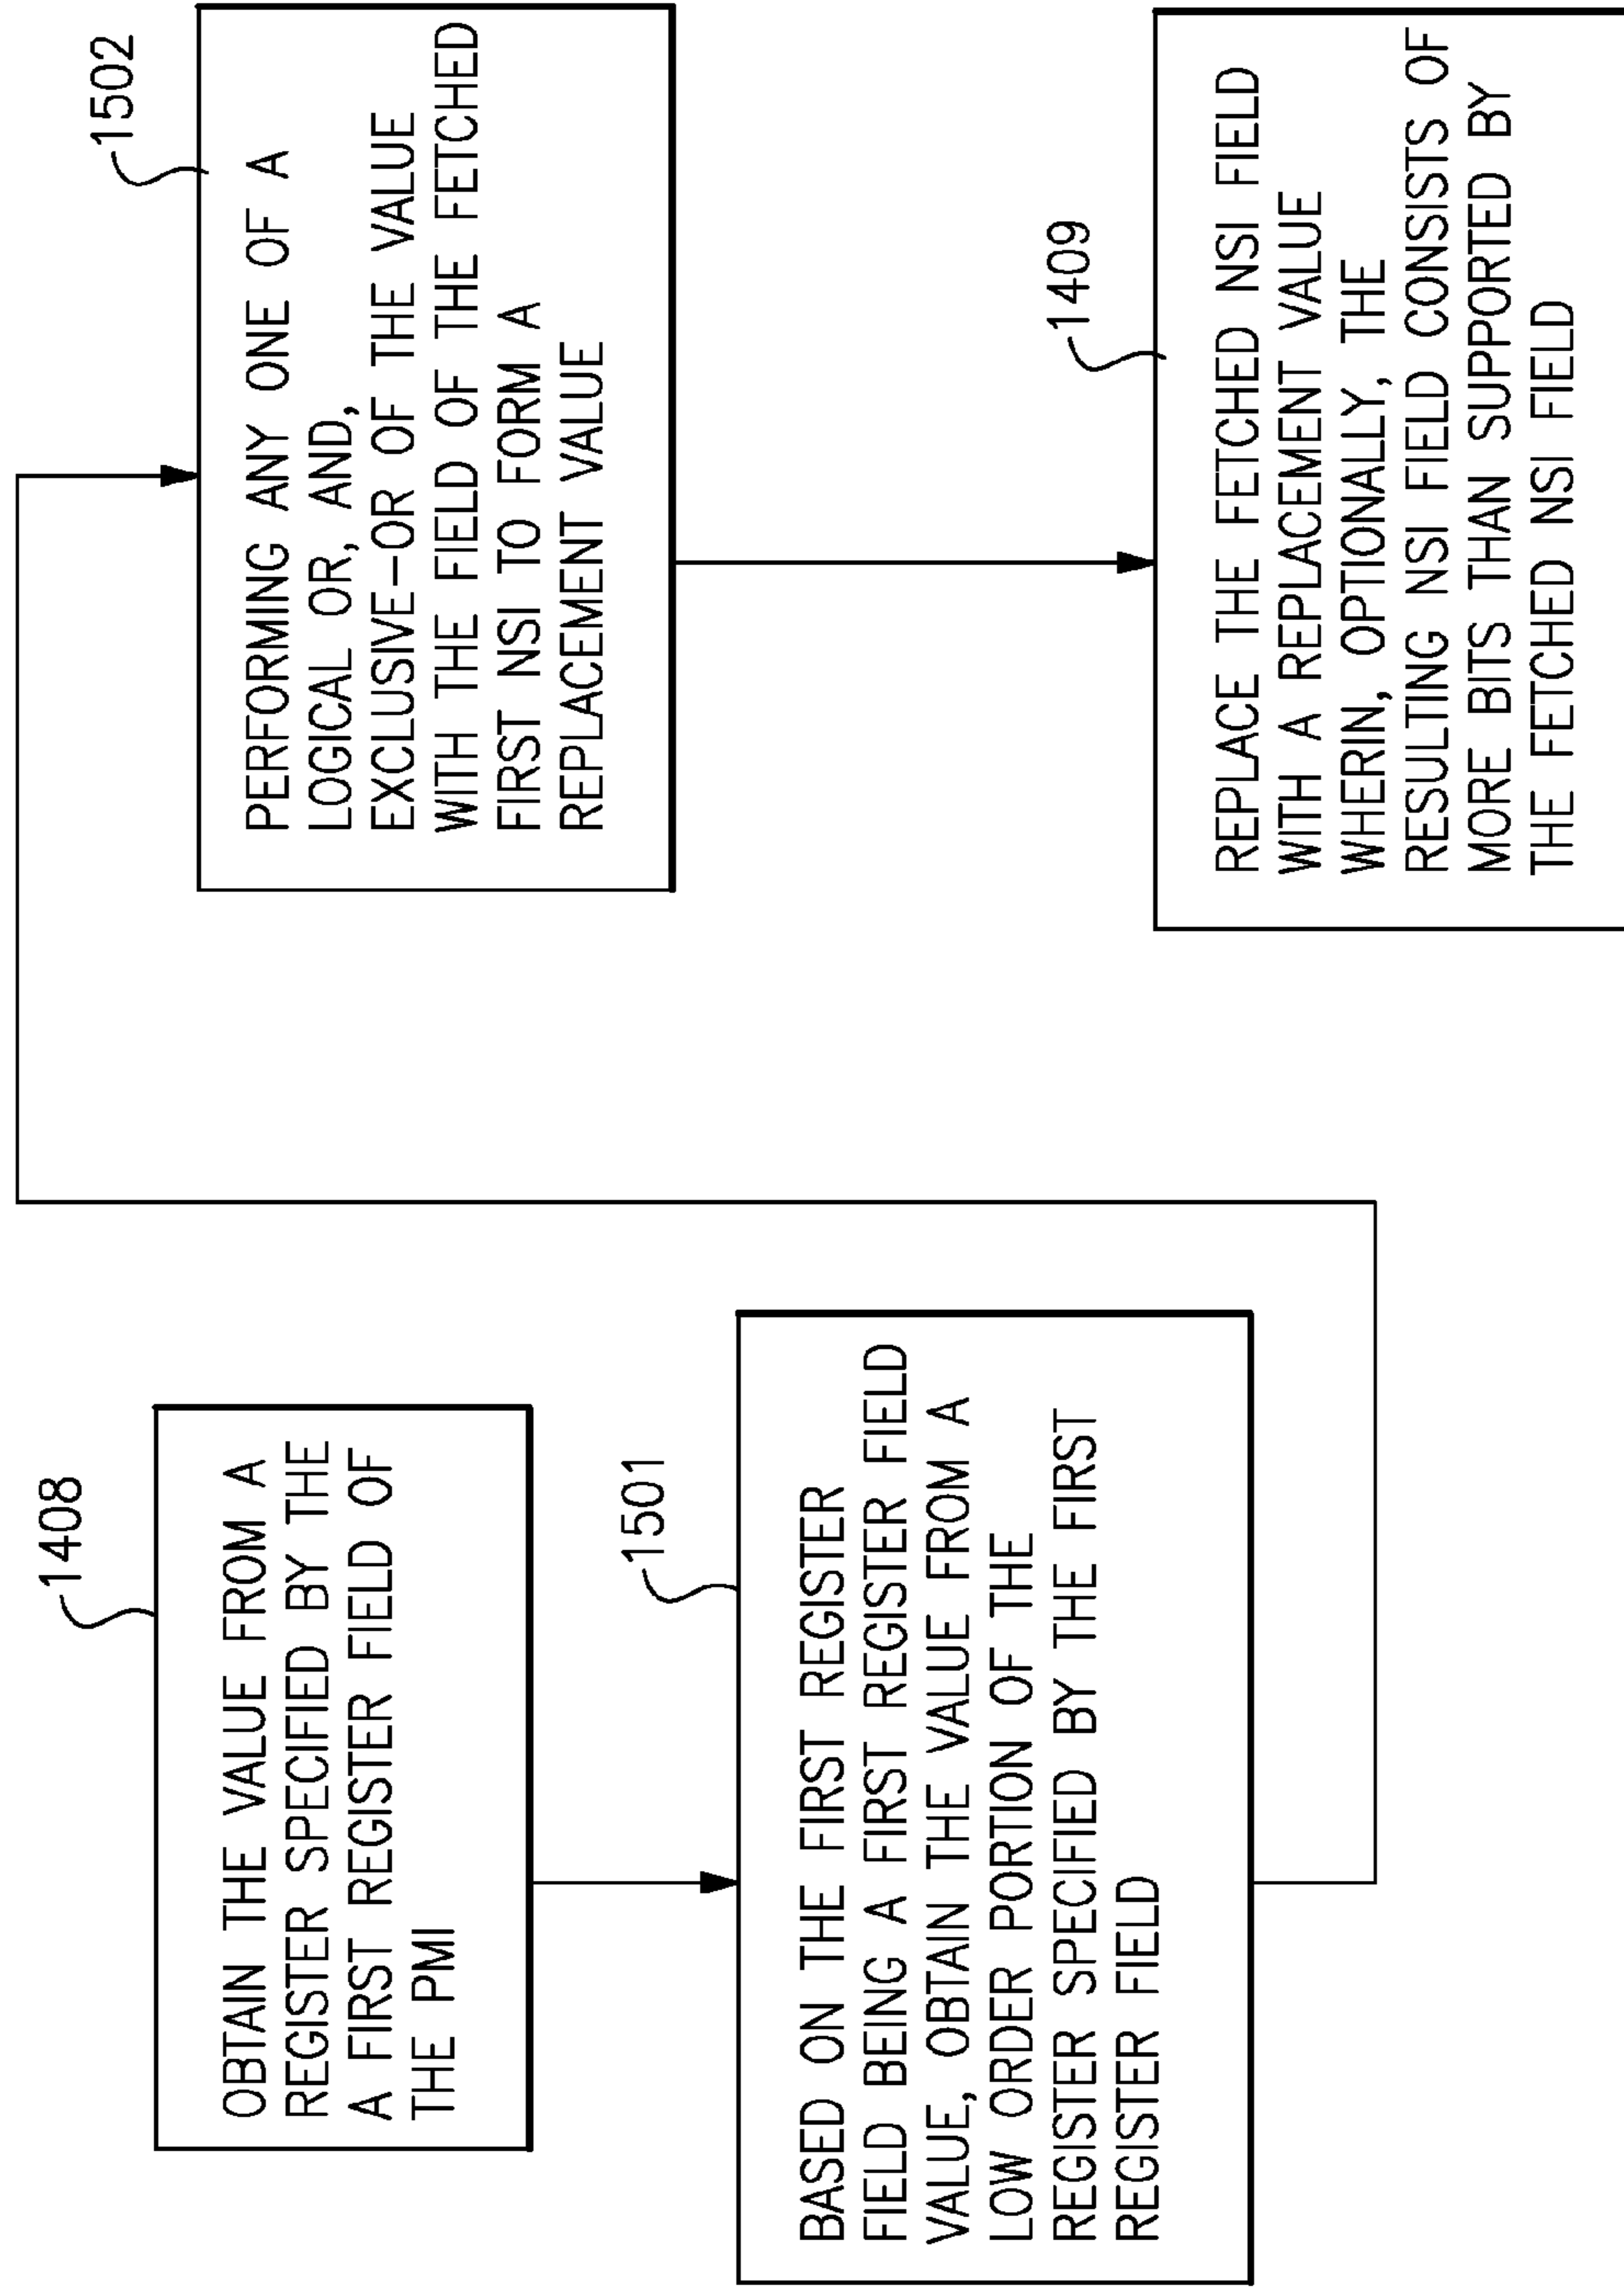 1408
OBTAIN THE VALUE FROM A
REGISTER SPECIFIED BY THE
A FIRST REGISTER FIELD OF
THE PMI
1501
BASED ON THE FIRST REGISTER
FIELD BEING A FIRST REGISTER FIELD
VALUE, OBTAIN THE VALUE FROM A
LOW ORDER PORTION OF THE
REGISTER SPECIFIED BY THE FIRST
REGISTER FIELD
1502
PERFORMING ANY ONE OF A
LOGICAL OR, AND,
EXCLUSIVE-OR OF THE VALUE
WITH THE FIELD OF THE FETCHED
FIRST NSI TO FORM A
REPLACEMENT VALUE
1409
REPLACE THE FETCHED NSI FIELD
WITH A REPLACEMENT VALUE
WHERIN, OPTIONALLY, THE
RESULTING NSI FIELD CONSISTS OF
MORE BITS THAN SUPPORTED BY
THE FETCHED NSI FIELD